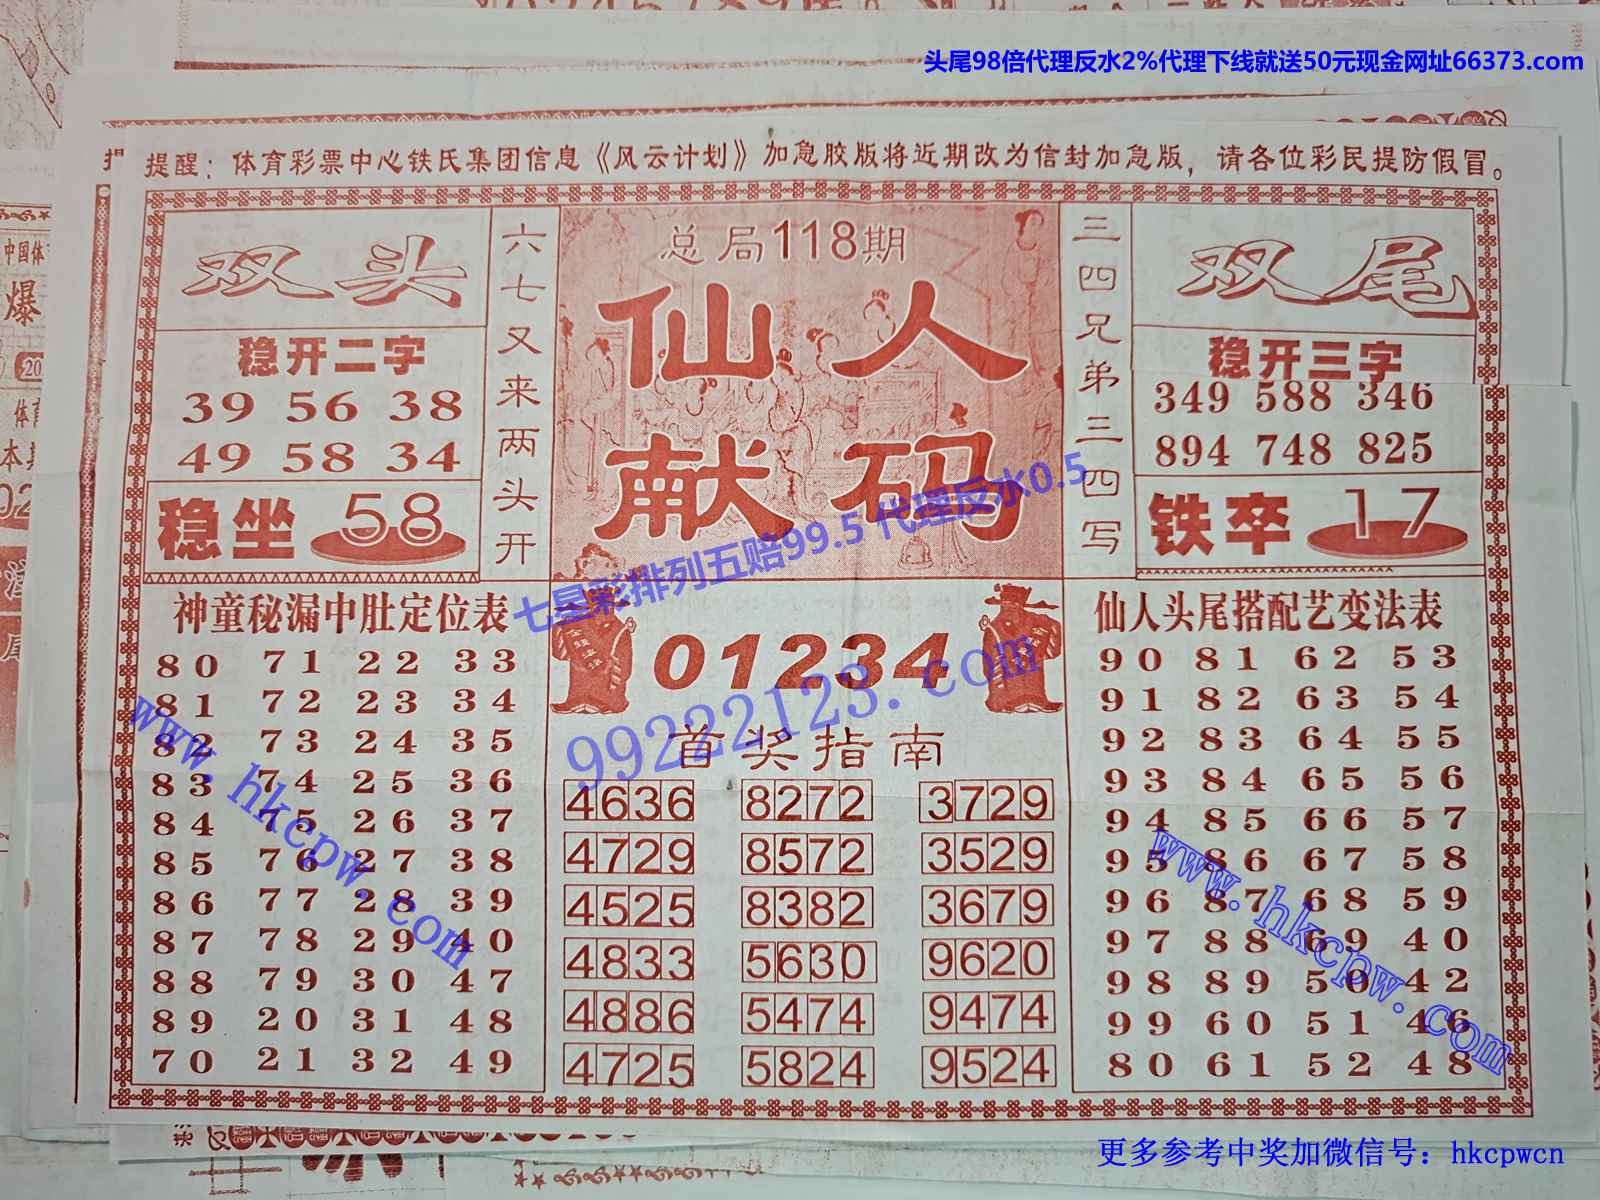 头尾98倍代理反水2%代理下线就送50元现金网址66373.com
提醒：体育彩票中心铁氏集团信息《风云计划》加急胶版将近期改为信封加急版，请各位彩民提防假冒。
中国体
爆
体育
双头
稳开二字
39 56 38
49 58 34
稳坐 58
六七又来两头开
总局118期
仙人
献码
三四兄弟三四写
双尾
稳开三字
349 588 346
894 748 825
铁卒 17
七星彩排列五赔99.5 代理反水0.5
神童秘漏中肚定位表
80 71 22 33
81 72 23 34
82 73 24 35
83 74 25 36
84 75 26 37
85 76 27 38
86 77 28 39
87 78 29 40
88 79 30 47
89 20 31 48
70 21 32 49
www.hkcpw.com
01234
99222123.com
首奖指南
4636 8272 3729
4729 8572 3529
4525 8382 3679
4833 5630 9620
4886 5474 9474
4725 5824 9524
仙人头尾搭配艺变法表
90 81 62 53
91 82 63 54
92 83 64 55
93 84 65 56
94 85 66 57
95 86 67 58
96 87 68 59
97 88 69 40
98 89 50 42
99 60 51 46
80 61 52 48
www.hkcpw.com
更多参考中奖加微信号：hkcpwcn